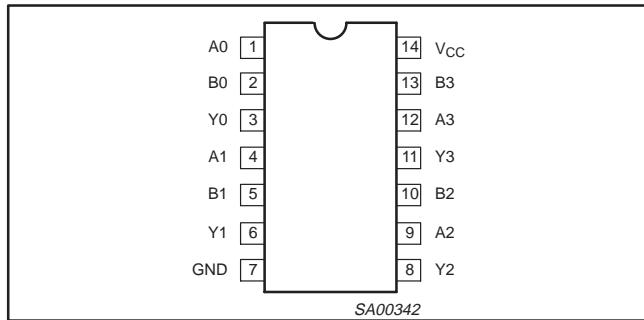 A0 1 14 VCC
B0 2 13 B3
Y0 3 12 A3
A1 4 11 Y3
B1 5 10 B2
Y1 6 9 A2
GND 7 8 Y2
SA00342